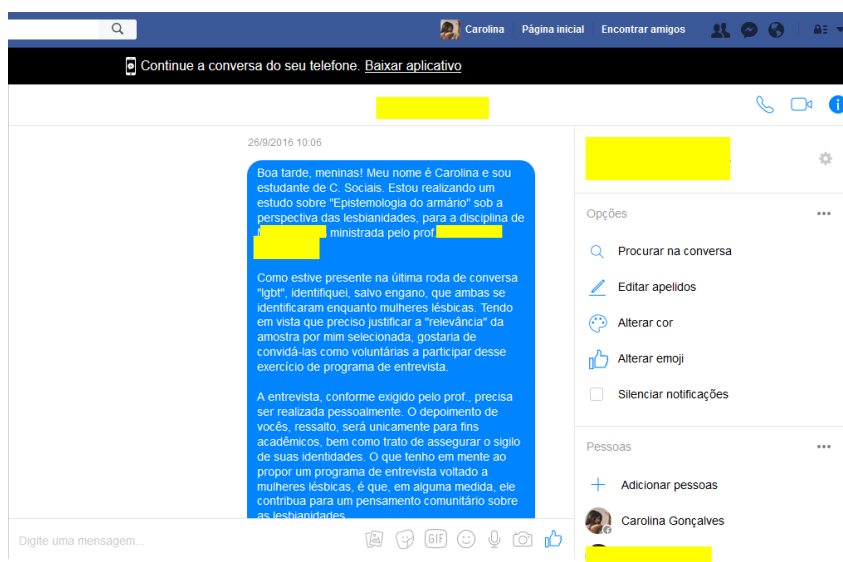 Carolina Página inicial Encontrar amigos
Continue a conversa do seu telefone. Baixar aplicativo
26/9/2016 10:06
Boa tarde, meninas! Meu nome é Carolina e sou
estudante de C. Sociais. Estou realizando um
estudo sobre "Epistemologia do armário" sob a
perspectiva das lesbianidades, para a disciplina de
ministrada pelo prof.
Como estive presente na última roda de conversa
"lgbt", identifiquei, salvo engano, que ambas se
identificaram enquanto mulheres lésbicas. Tendo
em vista que preciso justificar a "relevância" da
amostra por mim selecionada, gostaria de
convidá-las como voluntárias a participar desse
exercício de programa de entrevista.
A entrevista, conforme exigido pelo prof., precisa
ser realizada pessoalmente. O depoimento de
vocês, ressalto, será unicamente para fins
acadêmicos, bem como trato de assegurar o sigilo
de suas identidades. O que tenho em mente ao
propor um programa de entrevista voltado a
mulheres lésbicas, é que, em alguma medida, ele
contribua para um pensamento comunitário sobre
as lesbianidades
Digite uma mensagem...
GIF
Opções
Procurar na conversa
Editar apelidos
Alterar cor
Alterar emoji
Silenciar notificações
Pessoas
Adicionar pessoas
Carolina Gonçalves